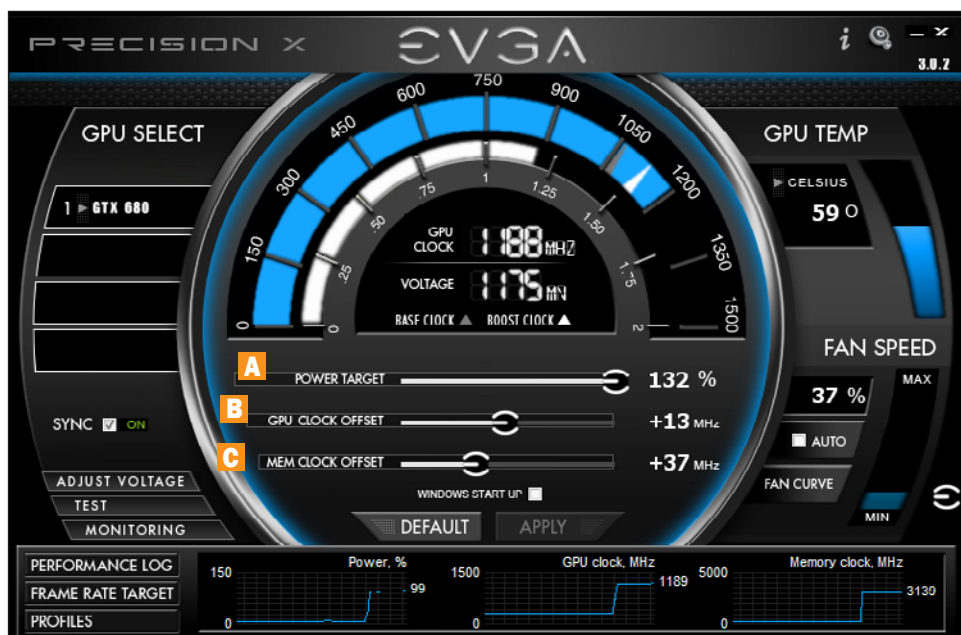 PRECISION X
EVGA
i
3.0.2
GPU SELECT
1 GTX 680
SYNC ON
ADJUST VOLTAGE
TEST
MONITORING
0
150
300
450
600
750
900
1050
1200
1350
1500
0
.25
.50
.75
1
1.25
1.50
1.75
2
GPU CLOCK 1188 MHZ
VOLTAGE 1175 MV
BASE CLOCK BOOST CLOCK
A
POWER TARGET 132 %
B
GPU CLOCK OFFSET +13 MHz
C
MEM CLOCK OFFSET +37 MHz
WINDOWS START UP
DEFAULT APPLY
GPU TEMP
CELSIUS
59 O
FAN SPEED
37 %
MAX
AUTO
FAN CURVE
MIN
PERFORMANCE LOG
FRAME RATE TARGET
PROFILES
150 Power, %
99
0
1500 GPU clock, MHz
1189
0
5000 Memory clock, MHz
3139
0